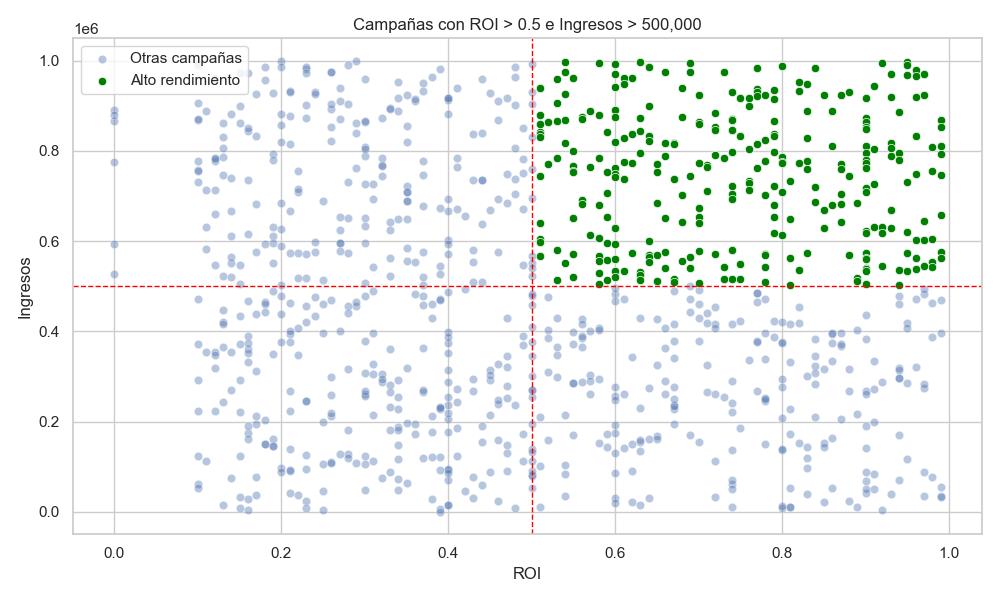 Campañas con ROI > 0.5 e Ingresos > 500,000
1e6
Otras campañas
Alto rendimiento
1.0
0.8
0.6
0.4
0.2
0.0
Ingresos
0.0 0.2 0.4 0.6 0.8 1.0
ROI